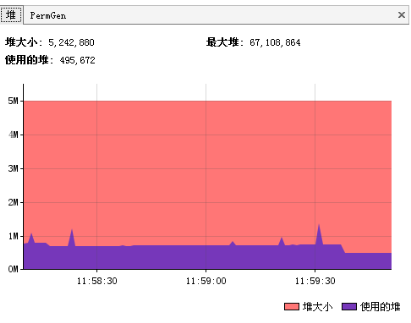 堆 PermGen ×
堆大小: 5,242,880 最大堆: 67,108,864
使用的堆: 495,672
5M
4M
3M
2M
1M
0M
11:58:30 11:59:00 11:59:30
堆大小 使用的堆